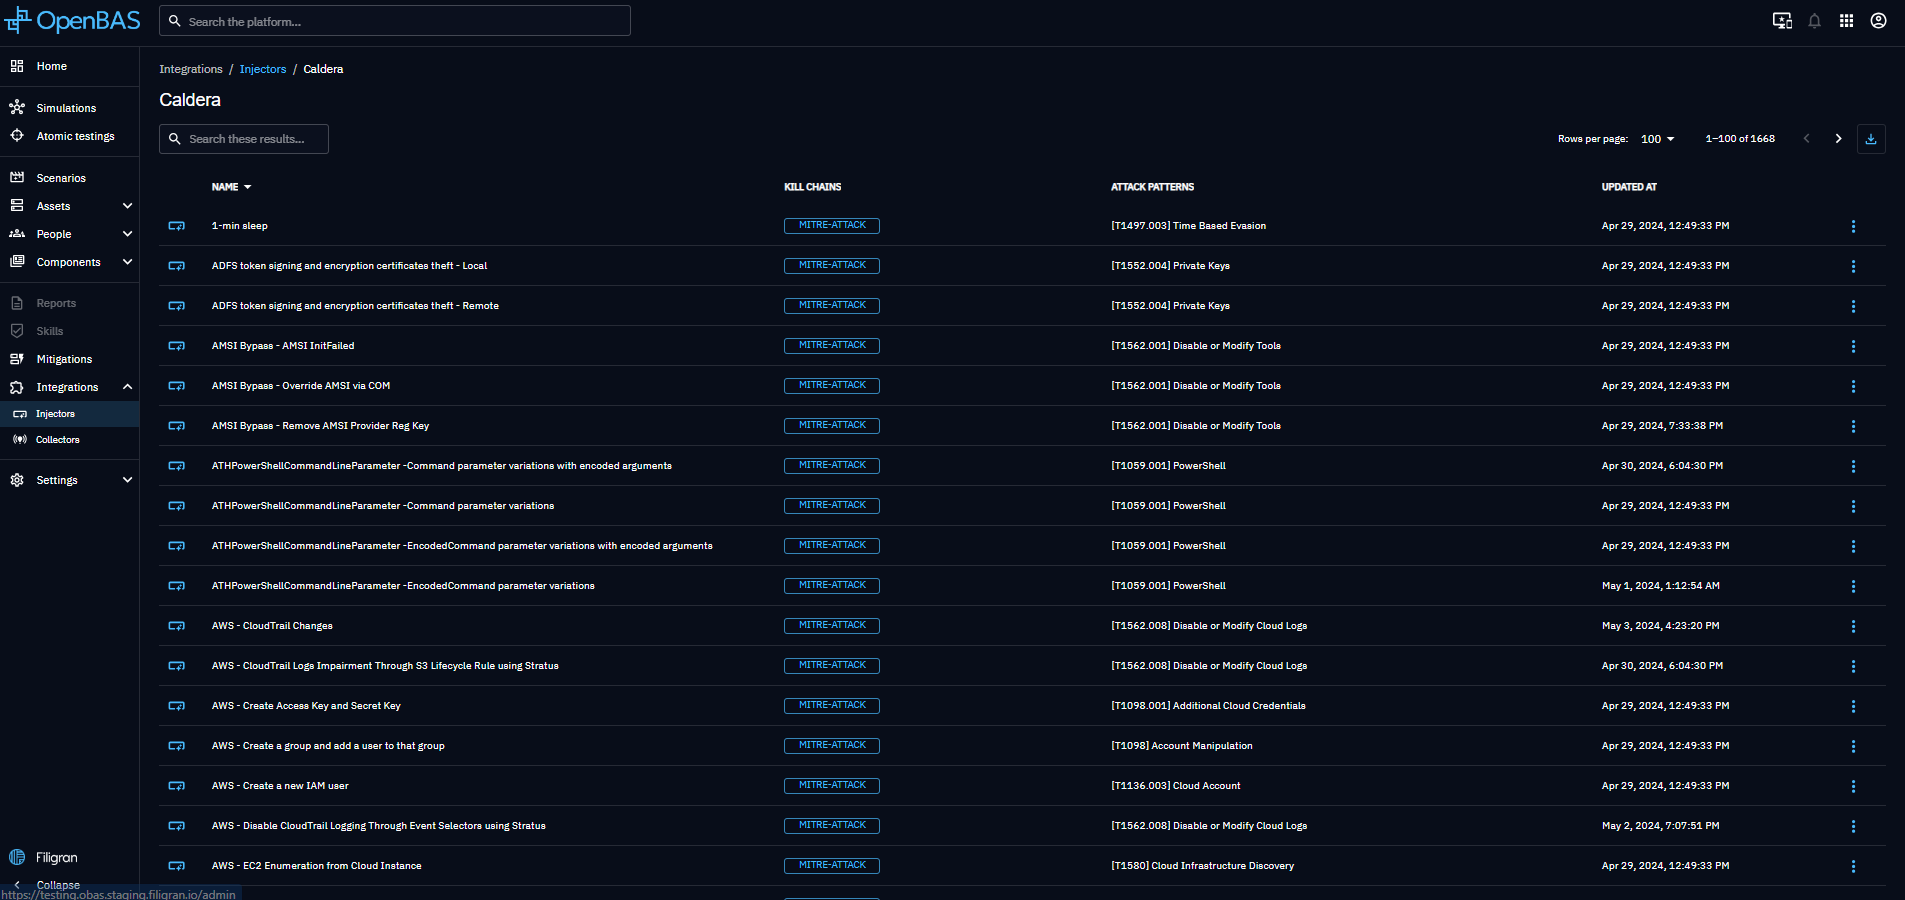 OpenBAS
Search the platform...
Home
Simulations
Atomic testings
Scenarios
Assets
People
Components
Reports
Skills
Mitigations
Integrations
Injectors
Collectors
Settings
Filigran
Collapse
https://testing.obas.staging.filigran.io/admin
Integrations / Injectors / Caldera
Caldera
Search these results...
Rows per page: 100 1–100 of 1668
NAME KILL CHAINS ATTACK PATTERNS UPDATED AT
1-min sleep MITRE-ATTACK [T1497.003] Time Based Evasion Apr 29, 2024, 12:49:33 PM
ADFS token signing and encryption certificates theft - Local MITRE-ATTACK [T1552.004] Private Keys Apr 29, 2024, 12:49:33 PM
ADFS token signing and encryption certificates theft - Remote MITRE-ATTACK [T1552.004] Private Keys Apr 29, 2024, 12:49:33 PM
AMSI Bypass - AMSI InitFailed MITRE-ATTACK [T1562.001] Disable or Modify Tools Apr 29, 2024, 12:49:33 PM
AMSI Bypass - Override AMSI via COM MITRE-ATTACK [T1562.001] Disable or Modify Tools Apr 29, 2024, 12:49:33 PM
AMSI Bypass - Remove AMSI Provider Reg Key MITRE-ATTACK [T1562.001] Disable or Modify Tools Apr 29, 2024, 7:33:38 PM
ATHPowerShellCommandLineParameter -Command parameter variations with encoded arguments MITRE-ATTACK [T1059.001] PowerShell Apr 30, 2024, 6:04:30 PM
ATHPowerShellCommandLineParameter -Command parameter variations MITRE-ATTACK [T1059.001] PowerShell Apr 29, 2024, 12:49:33 PM
ATHPowerShellCommandLineParameter -EncodedCommand parameter variations with encoded arguments MITRE-ATTACK [T1059.001] PowerShell Apr 29, 2024, 12:49:33 PM
ATHPowerShellCommandLineParameter -EncodedCommand parameter variations MITRE-ATTACK [T1059.001] PowerShell May 1, 2024, 1:12:54 AM
AWS - CloudTrail Changes MITRE-ATTACK [T1562.008] Disable or Modify Cloud Logs May 3, 2024, 4:23:20 PM
AWS - CloudTrail Logs Impairment Through S3 Lifecycle Rule using Stratus MITRE-ATTACK [T1562.008] Disable or Modify Cloud Logs Apr 30, 2024, 6:04:30 PM
AWS - Create Access Key and Secret Key MITRE-ATTACK [T1098.001] Additional Cloud Credentials Apr 29, 2024, 12:49:33 PM
AWS - Create a group and add a user to that group MITRE-ATTACK [T1098] Account Manipulation Apr 29, 2024, 12:49:33 PM
AWS - Create a new IAM user MITRE-ATTACK [T1136.003] Cloud Account Apr 29, 2024, 12:49:33 PM
AWS - Disable CloudTrail Logging Through Event Selectors using Stratus MITRE-ATTACK [T1562.008] Disable or Modify Cloud Logs May 2, 2024, 7:07:51 PM
AWS - EC2 Enumeration from Cloud Instance MITRE-ATTACK [T1580] Cloud Infrastructure Discovery Apr 29, 2024, 12:49:33 PM